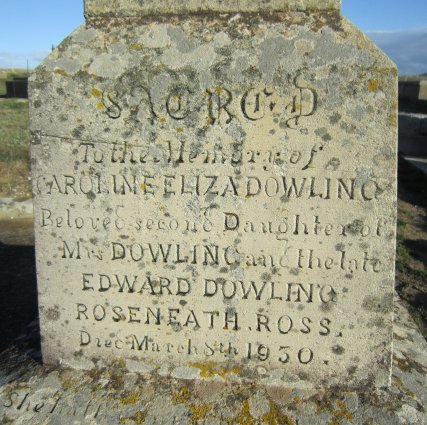 SACRED
To the Memory of
CAROLINE ELIZA DOWLING
Beloved second Daughter of
Mrs DOWLING and the late
EDWARD DOWLING
ROSENEATH. ROSS.
Died March 8th 1930.
She